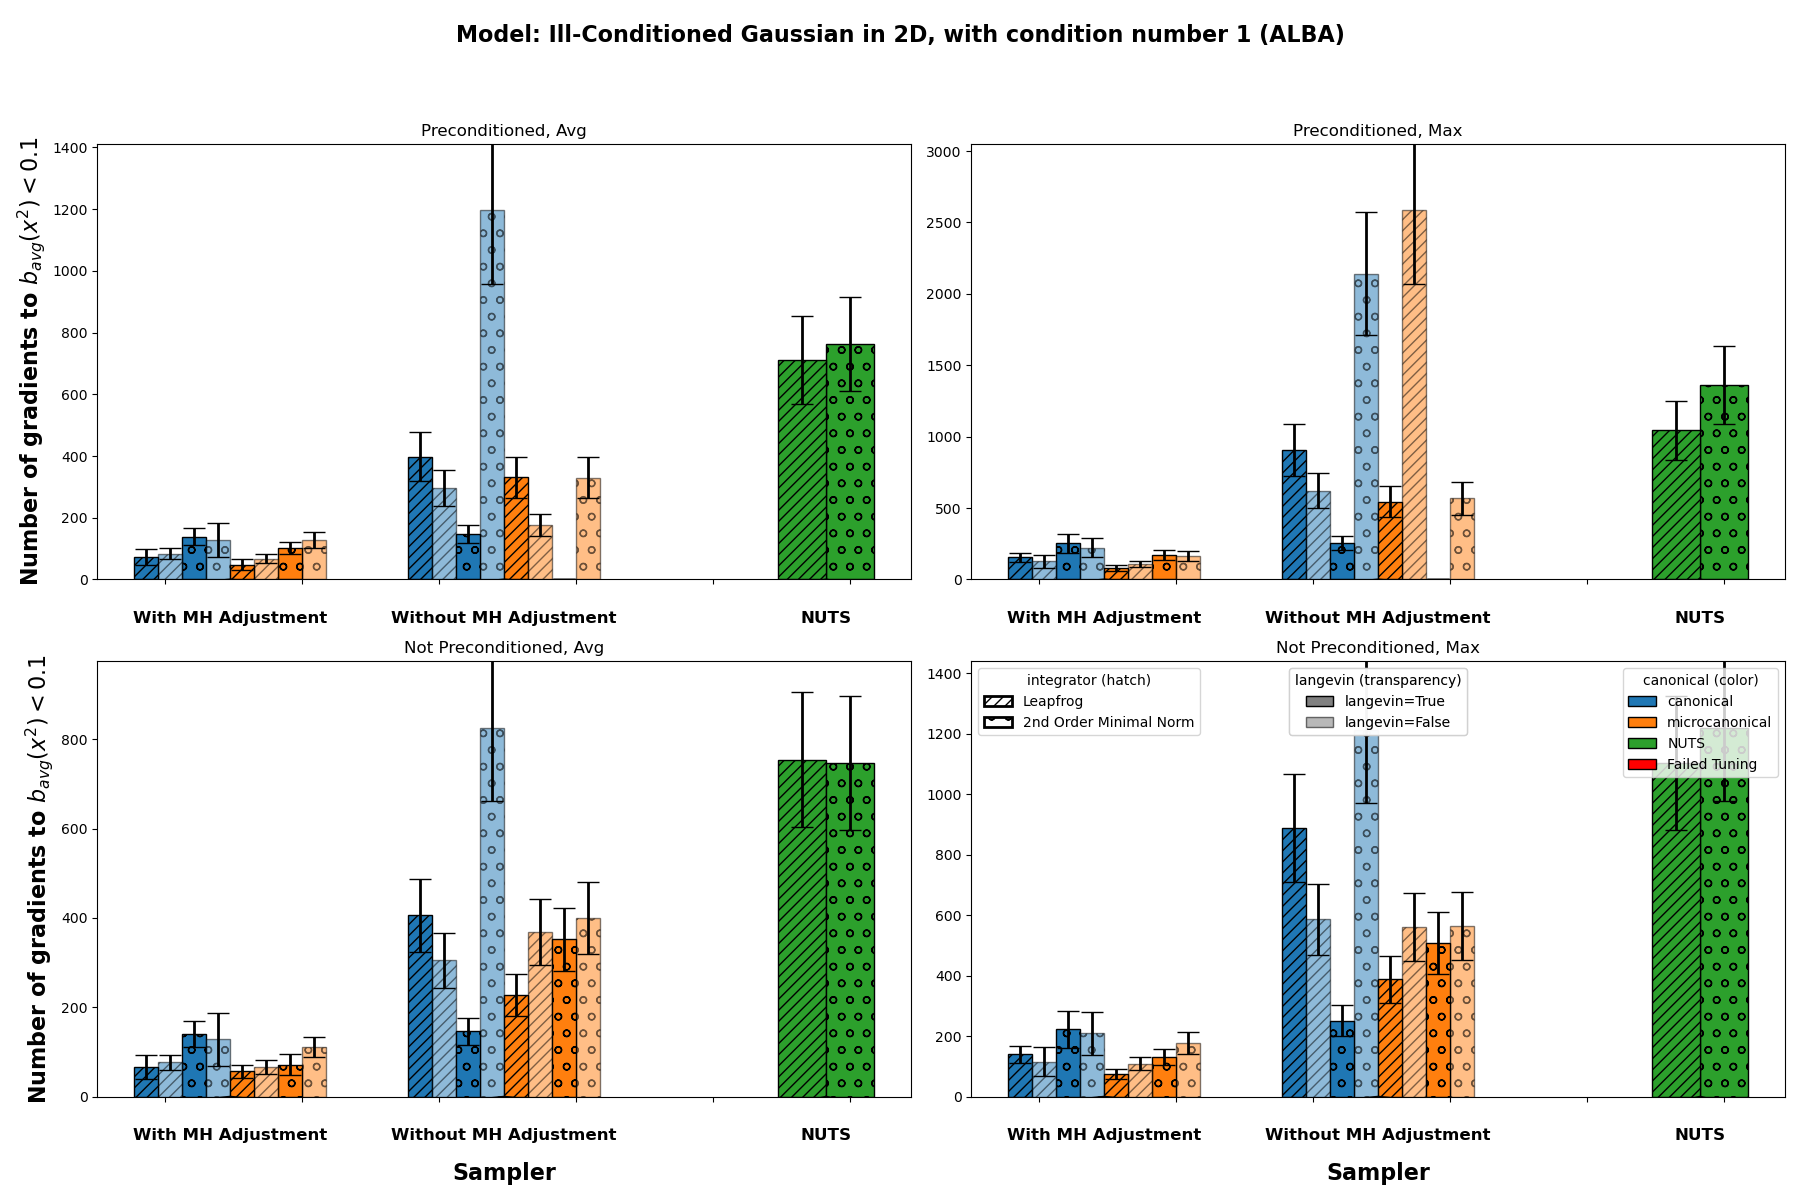 Model: Ill-Conditioned Gaussian in 2D, with condition number 1 (ALBA)
Preconditioned, Avg
Number of gradients to b_{avg}(x^2) < 0.1
1400
1200
1000
800
600
400
200
0
With MH Adjustment
Without MH Adjustment
NUTS
Preconditioned, Max
3000
2500
2000
1500
1000
500
0
With MH Adjustment
Without MH Adjustment
NUTS
Not Preconditioned, Avg
Number of gradients to b_{avg}(x^2) < 0.1
800
600
400
200
0
With MH Adjustment
Without MH Adjustment
NUTS
Sampler
Not Preconditioned, Max
1400
1200
1000
800
600
400
200
0
integrator (hatch)
Leapfrog
2nd Order Minimal Norm
langevin (transparency)
langevin=True
langevin=False
canonical (color)
canonical
microcanonical
NUTS
Failed Tuning
With MH Adjustment
Without MH Adjustment
NUTS
Sampler